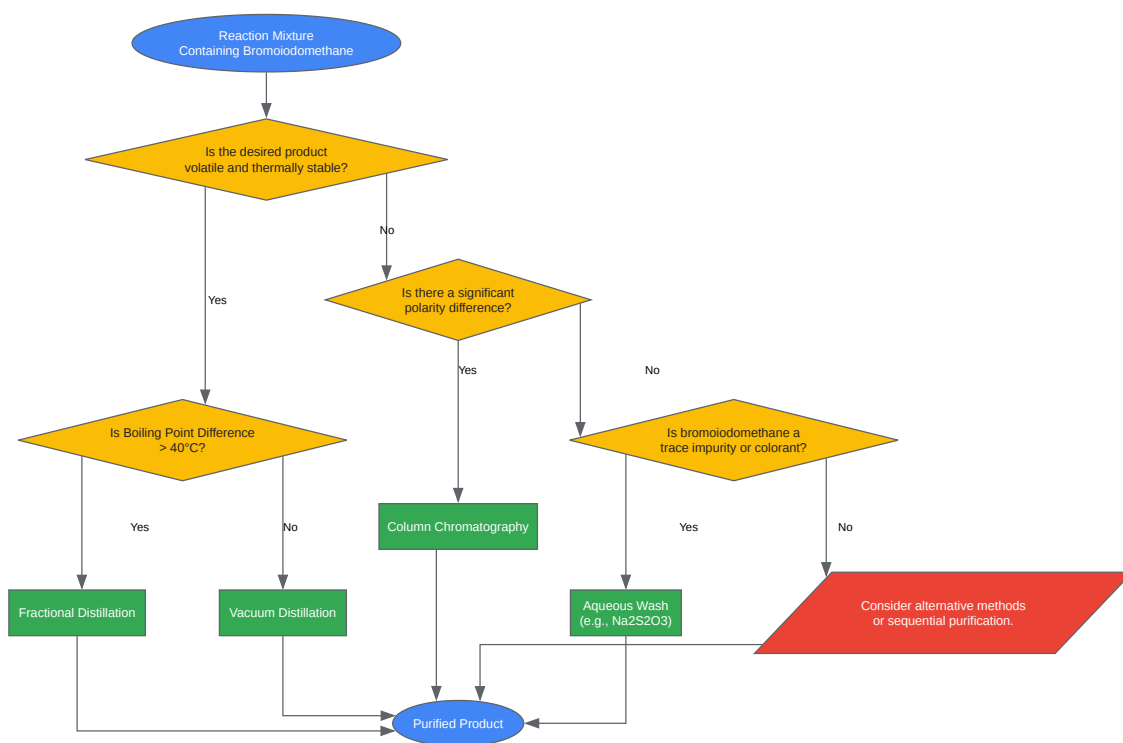 Reaction Mixture
Containing Bromoiodomethane
Is the desired product
volatile and thermally stable?
No
Is there a significant
polarity difference?
Yes
Yes
No
Is Boiling Point Difference
> 40°C?
Is bromoiodomethane a
trace impurity or colorant?
Yes
No
Column Chromatography
Yes
No
Fractional Distillation
Vacuum Distillation
Aqueous Wash
(e.g., Na2S2O3)
Consider alternative methods
or sequential purification.
Purified Product